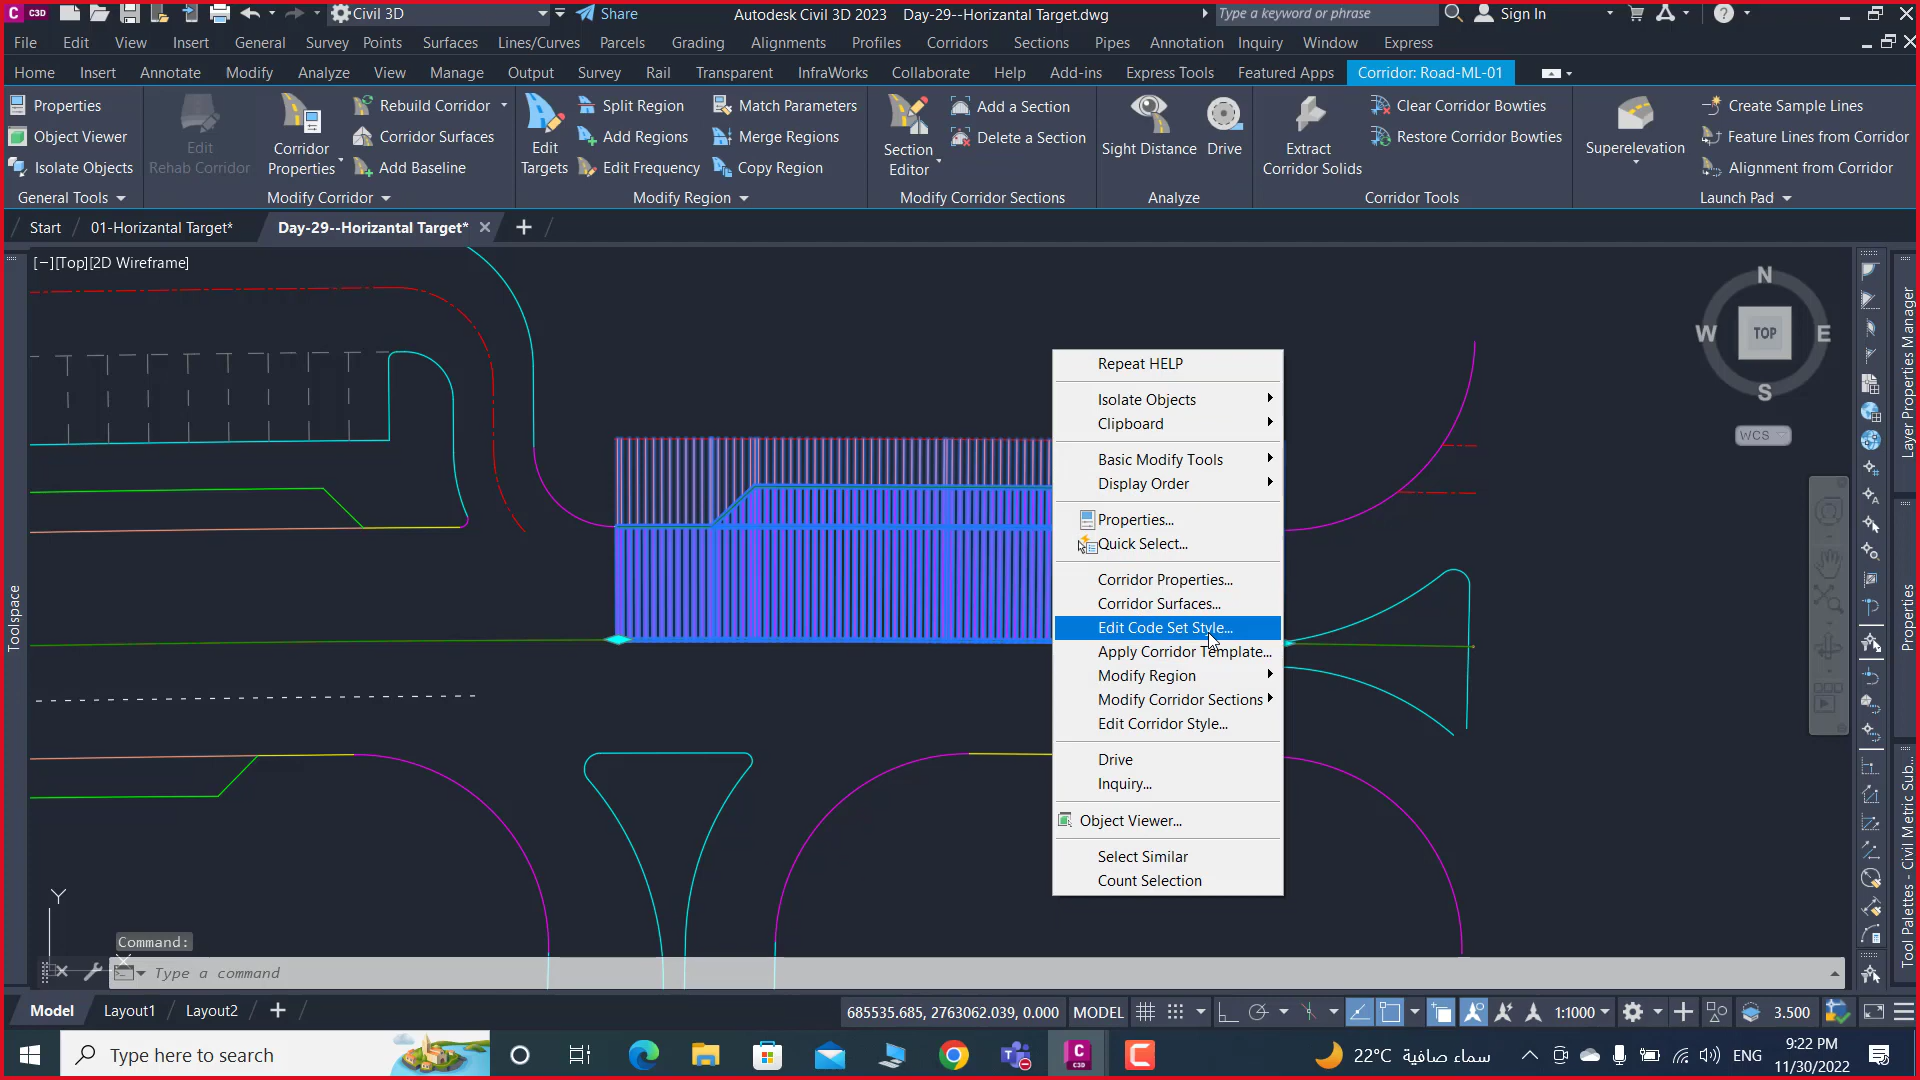 C C3D Civil 3D Share Autodesk Civil 3D 2023 Day-29--Horizantal Target.dwg Type a keyword or phrase Sign In
File Edit View Insert General Survey Points Surfaces Lines/Curves Parcels Grading Alignments Profiles Corridors Sections Pipes Annotation Inquiry Window Express
Home Insert Annotate Modify Analyze View Manage Output Survey Rail Transparent InfraWorks Collaborate Help Add-ins Express Tools Featured Apps Corridor: Road-ML-01
Properties Rebuild Corridor Split Region Match Parameters Add a Section Clear Corridor Bowties Create Sample Lines
Object Viewer Corridor Surfaces Add Regions Merge Regions Delete a Section Restore Corridor Bowties Feature Lines from Corridor
Edit Corridor Edit Section Sight Distance Drive Extract Superelevation
Isolate Objects Rehab Corridor Properties Add Baseline Targets Edit Frequency Copy Region Editor Corridor Solids Alignment from Corridor
General Tools Modify Corridor Modify Region Modify Corridor Sections Analyze Corridor Tools Launch Pad
Start 01-Horizantal Target* Day-29--Horizantal Target*
[−][Top][2D Wireframe]
N
W TOP E
S
WCS
Repeat HELP
Isolate Objects
Clipboard
Basic Modify Tools
Display Order
Properties...
Quick Select...
Corridor Properties...
Corridor Surfaces...
Edit Code Set Style...
Apply Corridor Template...
Modify Region
Modify Corridor Sections
Edit Corridor Style...
Drive
Inquiry...
Object Viewer...
Select Similar
Count Selection
Toolspace
Layer Properties Manager
Properties
Tool Palettes - Civil Metric Sub...
Y
X
Command:
Type a command
Model Layout1 Layout2 685535.685, 2763062.039, 0.000 MODEL 1:1000 3.500
Type here to search 22°C سماء صافية ENG 9:22 PM
11/30/2022